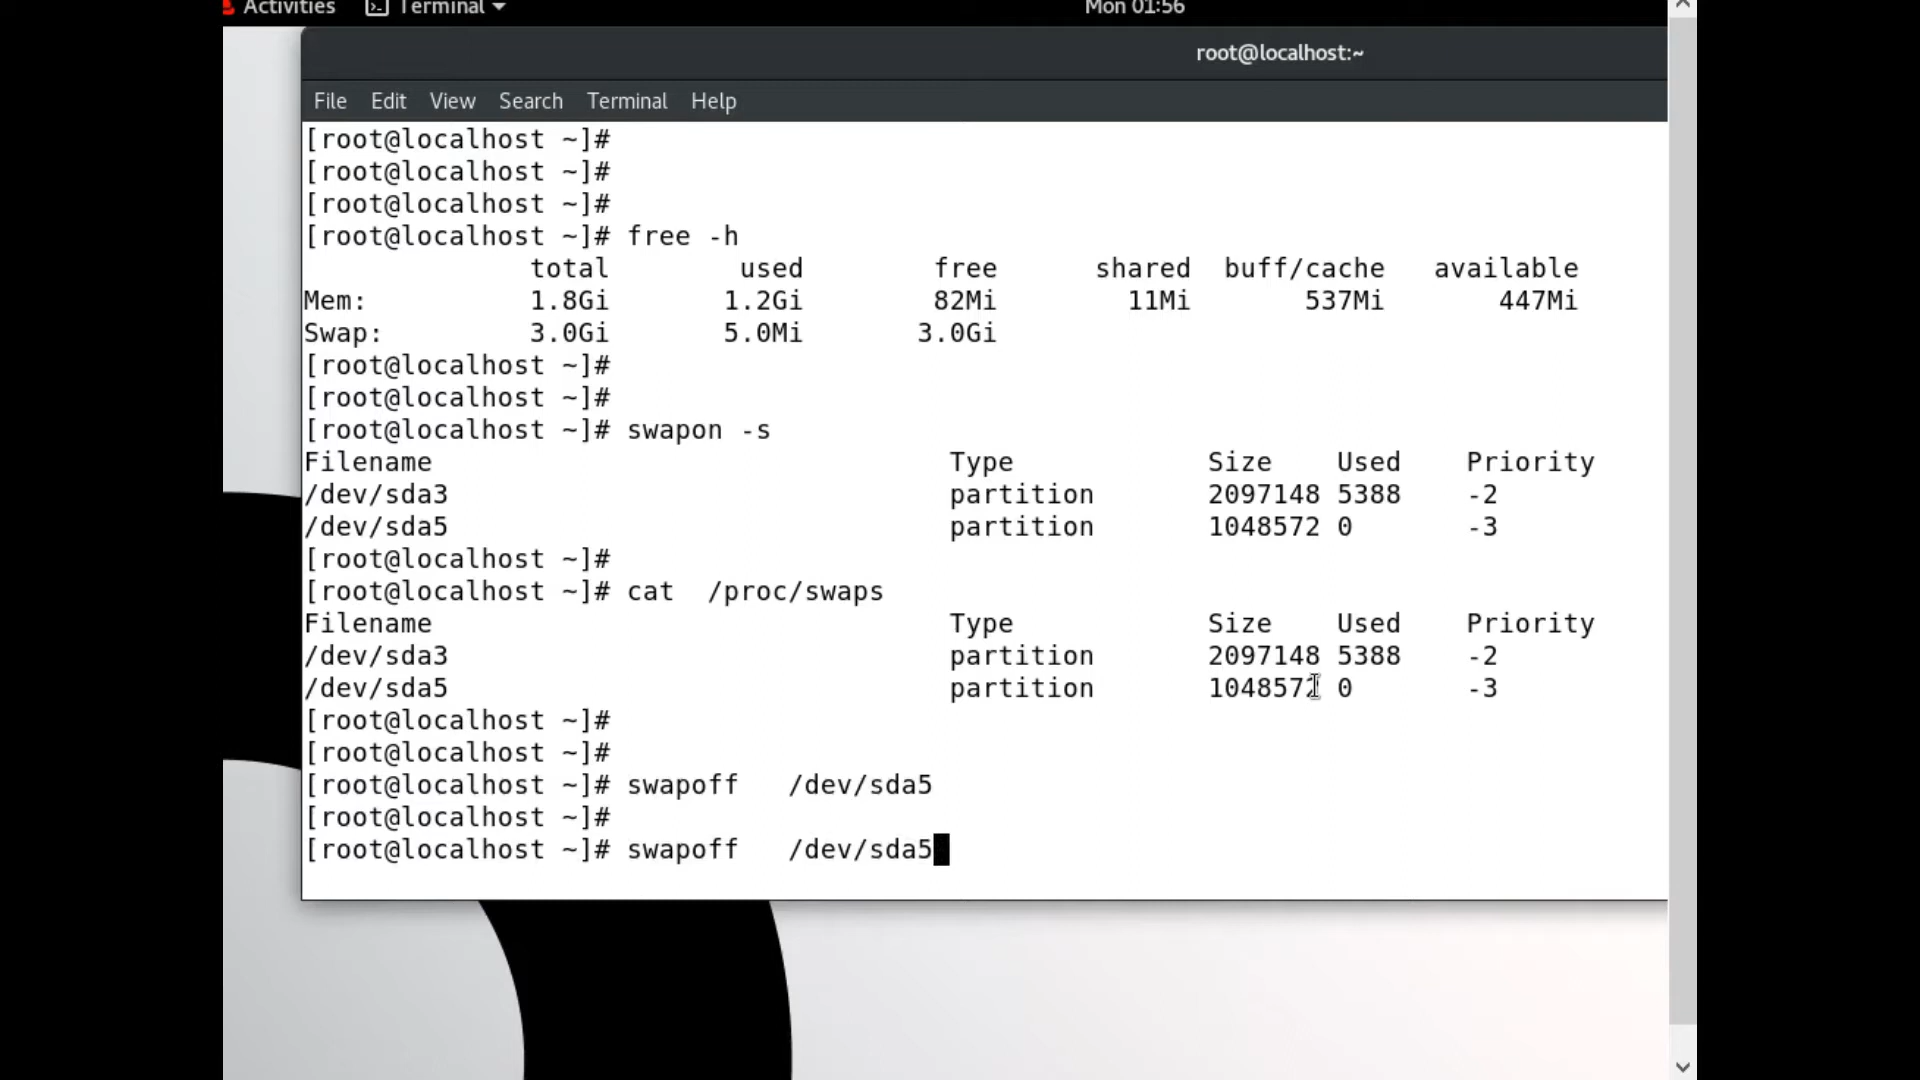 Activities Terminal Mon 01:56
root@localhost:~
File Edit View Search Terminal Help
[root@localhost ~]#
[root@localhost ~]#
[root@localhost ~]#
[root@localhost ~]# free -h
total used free shared buff/cache available
Mem: 1.8Gi 1.2Gi 82Mi 11Mi 537Mi 447Mi
Swap: 3.0Gi 5.0Mi 3.0Gi
[root@localhost ~]#
[root@localhost ~]#
[root@localhost ~]# swapon -s
Filename Type Size Used Priority
/dev/sda3 partition 2097148 5388 -2
/dev/sda5 partition 1048572 0 -3
[root@localhost ~]#
[root@localhost ~]# cat  /proc/swaps
Filename Type Size Used Priority
/dev/sda3 partition 2097148 5388 -2
/dev/sda5 partition 1048572 0 -3
[root@localhost ~]#
[root@localhost ~]#
[root@localhost ~]# swapoff   /dev/sda5
[root@localhost ~]#
[root@localhost ~]# swapoff   /dev/sda5